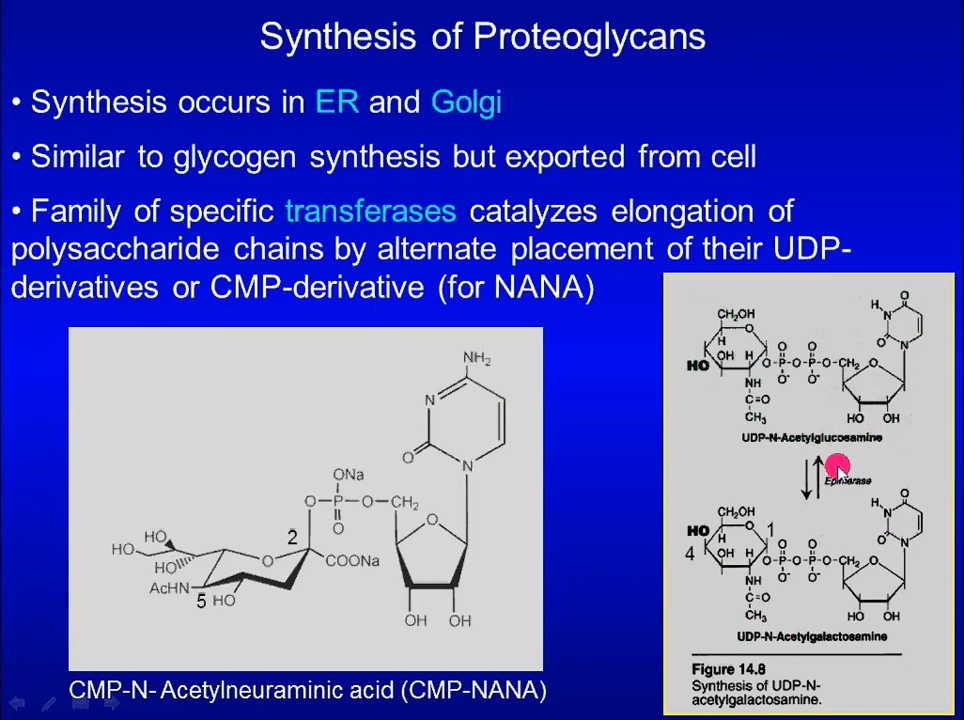 Synthesis of Proteoglycans
• Synthesis occurs in ER and Golgi
• Similar to glycogen synthesis but exported from cell
• Family of specific transferases catalyzes elongation of
polysaccharide chains by alternate placement of their UDP-
derivatives or CMP-derivative (for NANA)
NH₂
N
O
N
ONa
O P O CH₂
O
O
HO
HO
HO
O
2
COONa
AcHN
5 HO
OH OH
CMP-N- Acetylneuraminic acid (CMP-NANA)
O
H
N
CH₂OH
O
O
N
H
OH H
HO
O
O
O-P-O-P-O-CH₂
O
O⁻
O⁻
NH
C=O
CH₃
HO
OH
UDP-N-Acetylglucosamine
Epimerase
O
H
N
CH₂OH
O
O
N
HO
H
OH H
1
4
O
O
O-P-O-P-O-CH₂
O
O⁻
O⁻
NH
C=O
CH₃
HO
OH
UDP-N-Acetylgalactosamine
Figure 14.8
Synthesis of UDP-N-
acetylgalactosamine.